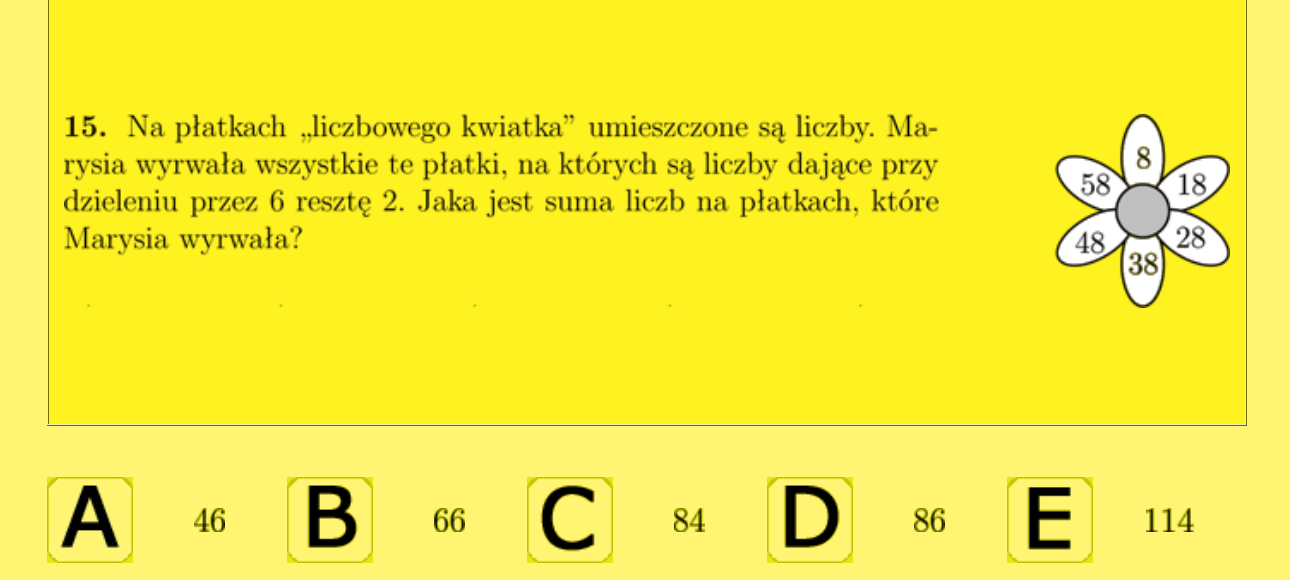 15. Na płatkach „liczbowego kwiatka” umieszczone są liczby. Ma-
rysia wyrwała wszystkie te płatki, na których są liczby dające przy
dzieleniu przez 6 resztę 2. Jaka jest suma liczb na płatkach, które
Marysia wyrwała?
8
58 18
48 28
38
A 46 B 66 C 84 D 86 E 114